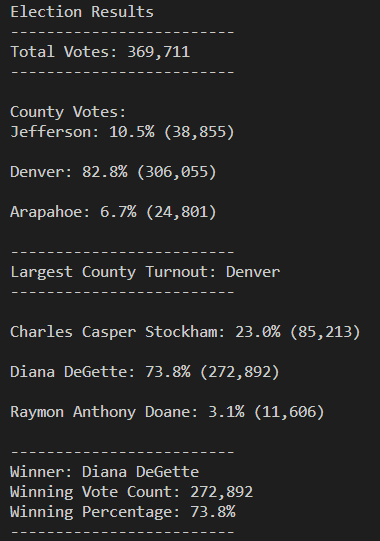 Election Results
-------------------------
Total Votes: 369,711
-------------------------
County Votes:
Jefferson: 10.5% (38,855)
Denver: 82.8% (306,055)
Arapahoe: 6.7% (24,801)
-------------------------
Largest County Turnout: Denver
-------------------------
Charles Casper Stockham: 23.0% (85,213)
Diana DeGette: 73.8% (272,892)
Raymon Anthony Doane: 3.1% (11,606)
-------------------------
Winner: Diana DeGette
Winning Vote Count: 272,892
Winning Percentage: 73.8%
-------------------------